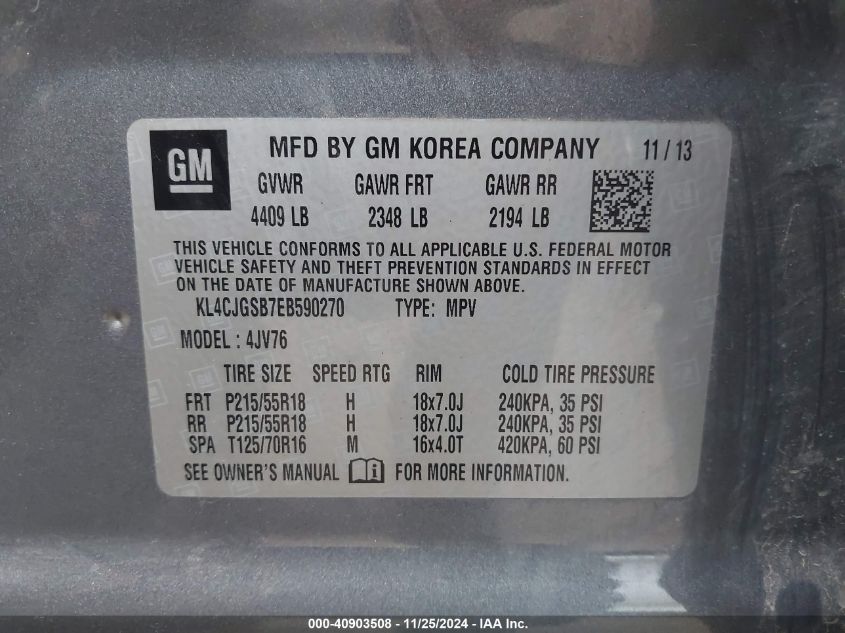 GM MFD BY GM KOREA COMPANY 11 / 13
GVWR GAWR FRT GAWR RR
4409 LB 2348 LB 2194 LB
THIS VEHICLE CONFORMS TO ALL APPLICABLE U.S. FEDERAL MOTOR
VEHICLE SAFETY AND THEFT PREVENTION STANDARDS IN EFFECT
ON THE DATE OF MANUFACTURE SHOWN ABOVE.
KL4CJGSB7EB590270 TYPE: MPV
MODEL : 4JV76
TIRE SIZE SPEED RTG RIM COLD TIRE PRESSURE
FRT P215/55R18 H 18x7.0J 240KPA, 35 PSI
RR P215/55R18 H 18x7.0J 240KPA, 35 PSI
SPA T125/70R16 M 16x4.0T 420KPA, 60 PSI
SEE OWNER'S MANUAL FOR MORE INFORMATION.
000-40903508 - 11/25/2024 - IAA Inc.